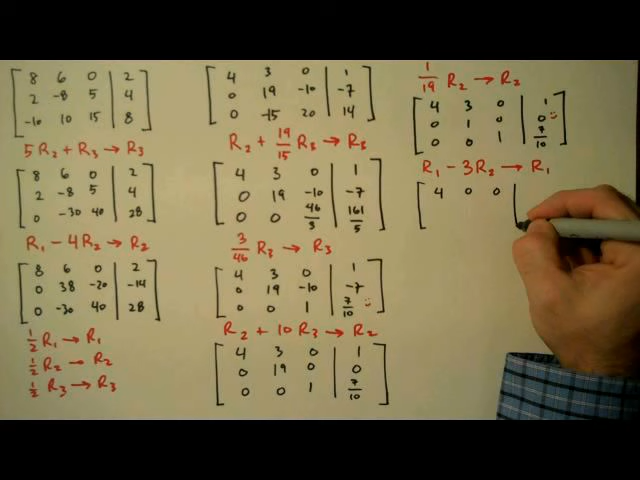 8 6 0 | 2
2 -8 5 | 4
-10 10 15 | 8
5R₂ + R₃ → R₃
8 6 0 | 2
2 -8 5 | 4
0 -30 40 | 28
R₁ - 4R₂ → R₂
8 6 0 | 2
0 38 -20 | -14
0 -30 40 | 28
1/2 R₁ → R₁
1/2 R₂ → R₂
1/2 R₃ → R₃
4 3 0 | 1
0 19 -10 | -7
0 -15 20 | 14
R₂ + 19/15 R₃ → R₃
4 3 0 | 1
0 19 -10 | -7
0 0 46/3 | 161/5
3/46 R₃ → R₃
4 3 0 | 1
0 19 -10 | -7
0 0 1 | 7/10 :)
R₂ + 10R₃ → R₂
4 3 0 | 1
0 19 0 | 0
0 0 1 | 7/10
1/19 R₂ → R₂
4 3 0 | 1
0 1 0 | 0 :)
0 0 1 | 7/10
R₁ - 3R₂ → R₁
4 0 0 |